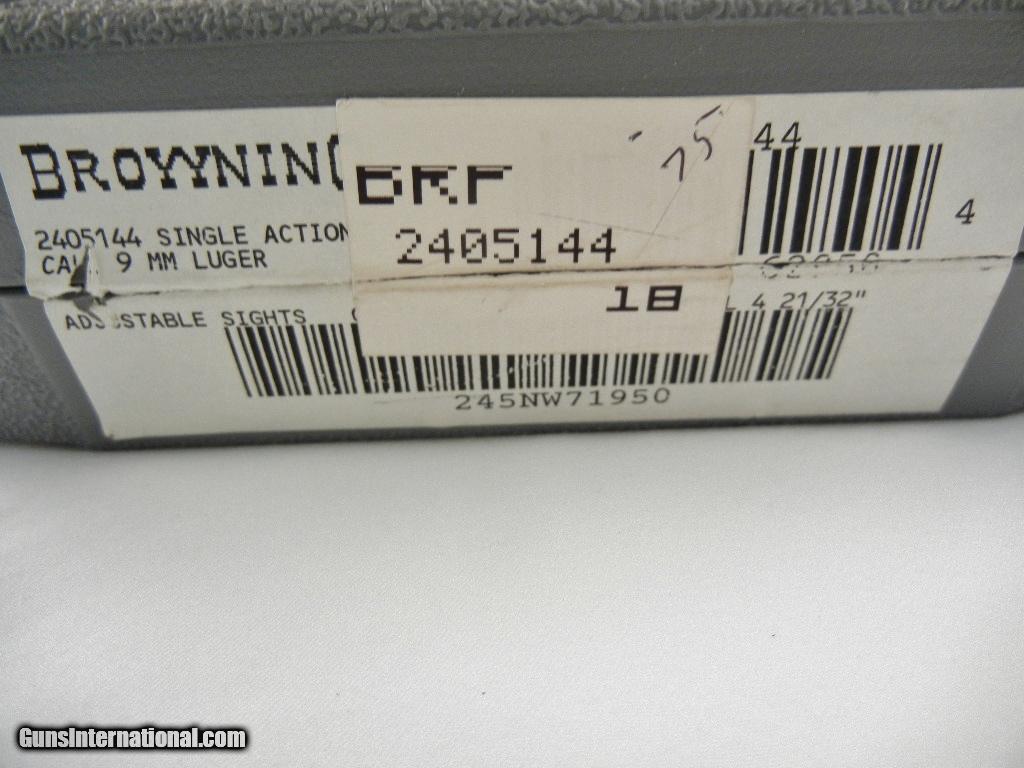 BROWNING
44
75
BRF
2405144
4
2405144 SINGLE ACTION
9 MM LUGER
18
L 4 21/32"
ADJUSTABLE SIGHTS
245NW71950
GunsInternational.com